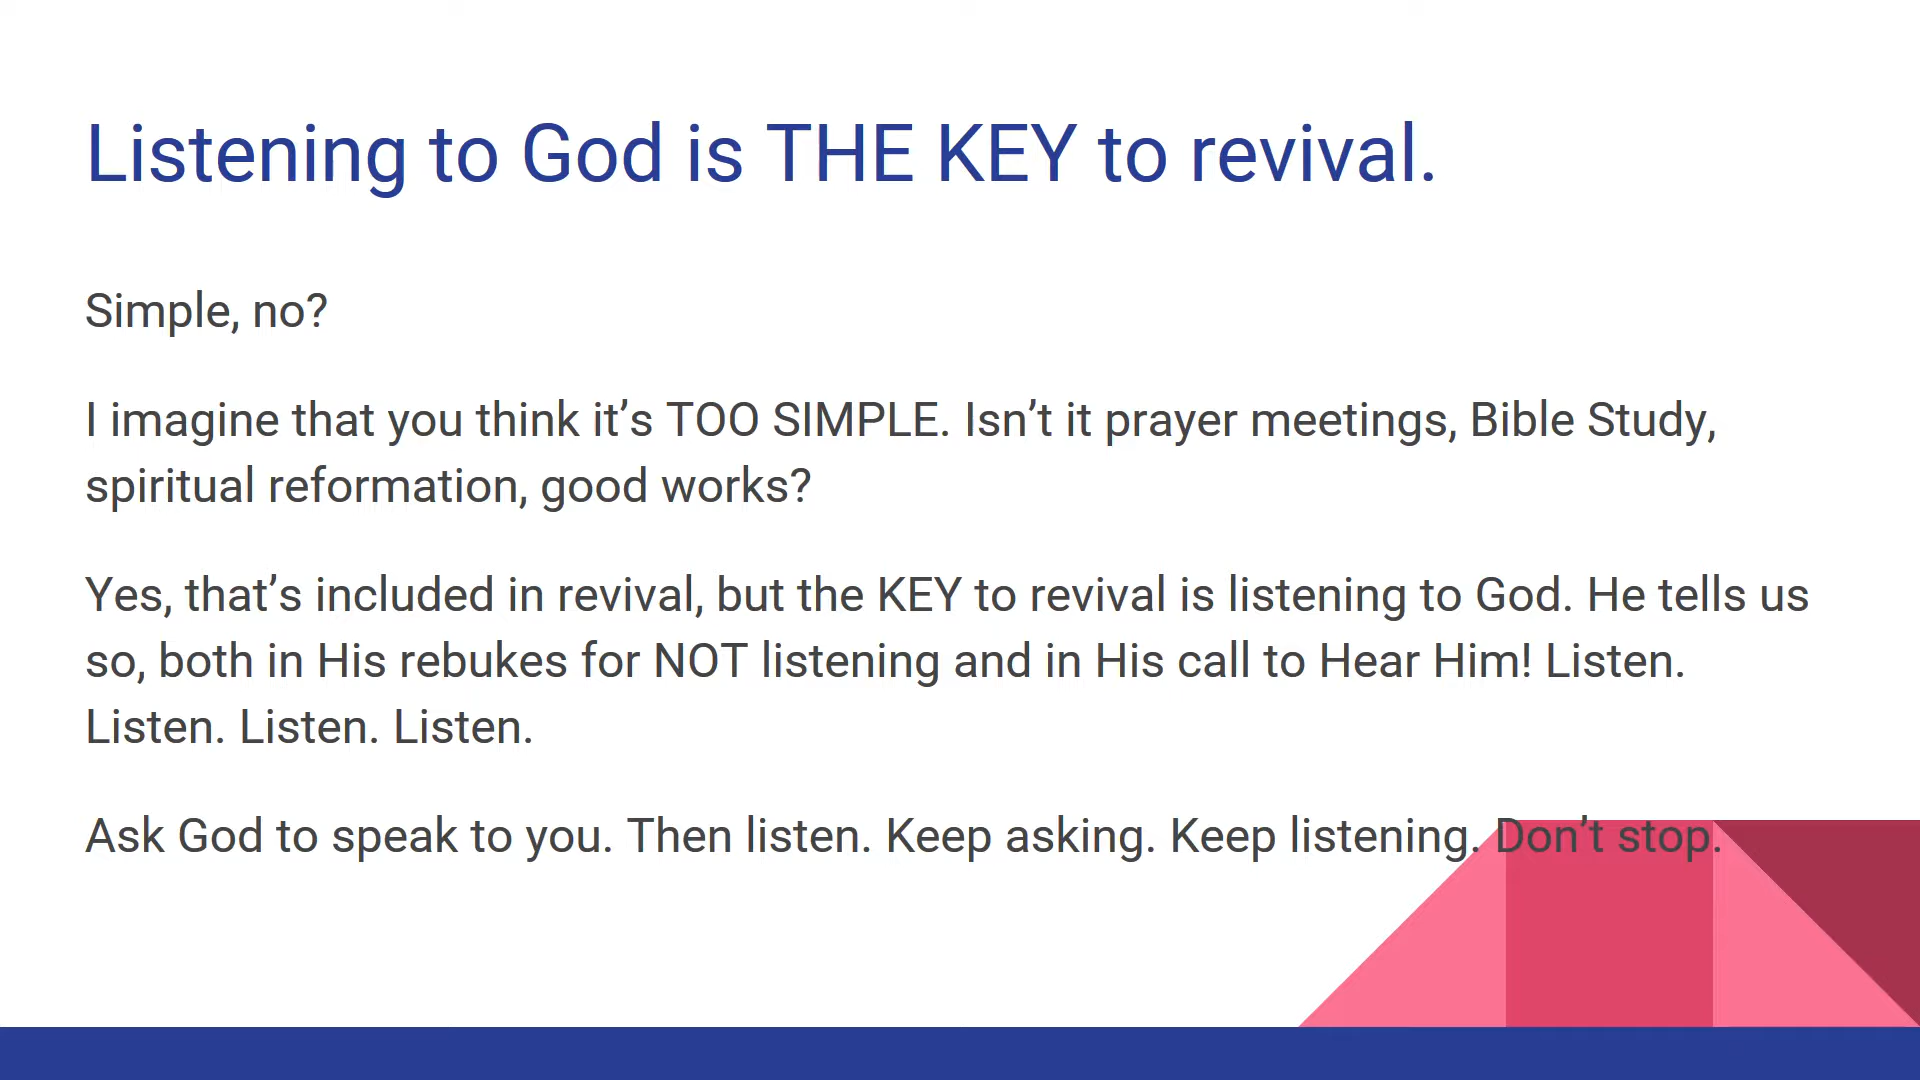 Listening to God is THE KEY to revival.
Simple, no?
I imagine that you think it’s TOO SIMPLE. Isn’t it prayer meetings, Bible Study,
spiritual reformation, good works?
Yes, that’s included in revival, but the KEY to revival is listening to God. He tells us
so, both in His rebukes for NOT listening and in His call to Hear Him! Listen.
Listen. Listen. Listen.
Ask God to speak to you. Then listen. Keep asking. Keep listening. Don’t stop.